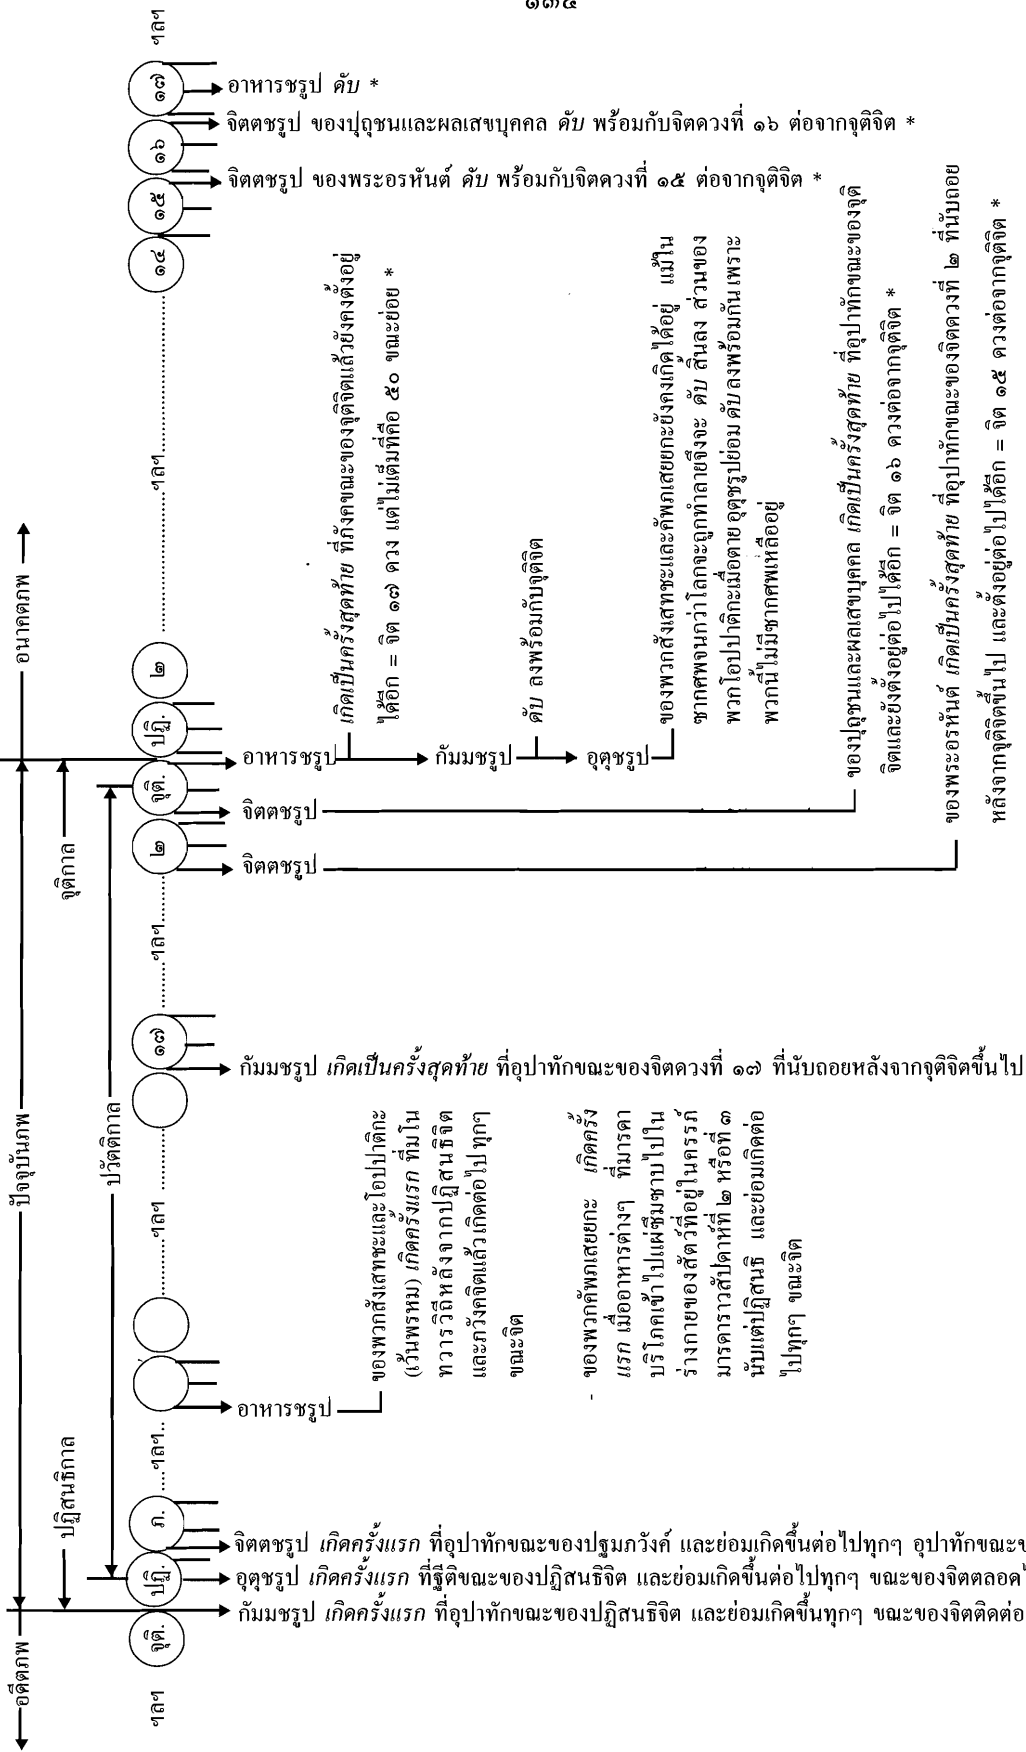 ๑๓๕
ฯลฯ
๑๗
อาหารชรูป ดับ *
จิตตชรูป ของปุถุชนและผลเสขบุคคล ดับ พร้อมกับจิตดวงที่ ๑๖ ต่อจากจุติจิต *
๑๖
จิตตชรูป ของพระอรหันต์ ดับ พร้อมกับจิตดวงที่ ๑๕ ต่อจากจุติจิต *
๑๕
๑๔
ฯลฯ
อนาคตภพ
เกิดเป็นครั้งสุดท้าย ที่ภังคขณะของจุติจิตแล้วยังคงตั้งอยู่
ได้อีก = จิต ๑๗ ดวง แต่ไม่เต็มที่คือ ๕๐ ขณะย่อย *
ดับ ลงพร้อมกับจุติจิต
ของพวกสังเสทชะและคัพภเสยยกะยังคงเกิดได้อยู่ แม้ใน
ซากศพจนกว่าโลกจะถูกทำลายจึงจะ ดับ สิ้นลง ส่วนของ
พวกโอปปาติกะเมื่อตาย อุตุชรูปย่อม ดับ ลงพร้อมกันเพราะ
พวกนี้ไม่มีซากศพเหลืออยู่
ของปุถุชนและผลเสขบุคคล เกิดเป็นครั้งสุดท้าย ที่อุปาทักขณะของจุติ
จิตและยังตั้งอยู่ต่อไปได้อีก = จิต ๑๖ ดวงต่อจากจุติจิต *
ของพระอรหันต์ เกิดเป็นครั้งสุดท้าย ที่อุปาทักขณะของจิตดวงที่ ๒ ที่นับถอย
หลังจากจุติจิตขึ้นไป และตั้งอยู่ต่อไปได้อีก = จิต ๑๕ ดวงต่อจากจุติจิต *
๒
ปฏิ.
อาหารชรูป
กัมมชรูป
อุตุชรูป
จุติ.
จิตตชรูป
๒
จิตตชรูป
จุติกาล
ฯลฯ
ปัจจุบันภพ
ปวัตติกาล
๑๗
กัมมชรูป เกิดเป็นครั้งสุดท้าย ที่อุปาทักขณะของจิตดวงที่ ๑๗ ที่นับถอยหลังจากจุติจิตขึ้นไป
ฯลฯ
ของพวกสังเสทชะและโอปปาติกะ
(เว้นพรหม) เกิดครั้งแรก ที่มโน
ทวารวิถีหลังจากปฏิสนธิจิต
และภวังคจิตแล้วเกิดต่อไป ทุกๆ
ขณะจิต
ของพวกคัพภเสยยกะ เกิดครั้ง
แรก เมื่ออาหารต่างๆ ที่มารดา
บริโภคเข้าไปแผ่ซึมซาบไปใน
ร่างกายของสัตว์ที่อยู่ในครรภ์
มารดาราวสัปดาห์ที่ ๒ หรือที่ ๓
นับแต่ปฏิสนธิ และย่อมเกิดต่อ
ไปทุกๆ ขณะจิต
อาหารชรูป
ฯลฯ
ปฏิสนธิกาล
ภ.
จิตตชรูป เกิดครั้งแรก ที่อุปาทักขณะของปฐมภวังค์ และย่อมเกิดขึ้นต่อไปทุกๆ อุปาทักขณะ
ปฏิ
อุตุชรูป เกิดครั้งแรก ที่ฐีติขณะของปฏิสนธิจิต และย่อมเกิดขึ้นต่อไปทุกๆ ขณะของจิตตลอด
กัมมชรูป เกิดครั้งแรก ที่อุปาทักขณะของปฏิสนธิจิต และย่อมเกิดขึ้นทุกๆ ขณะของจิตติดต่อ
จุติ.
อดีตภพ
ฯลฯ